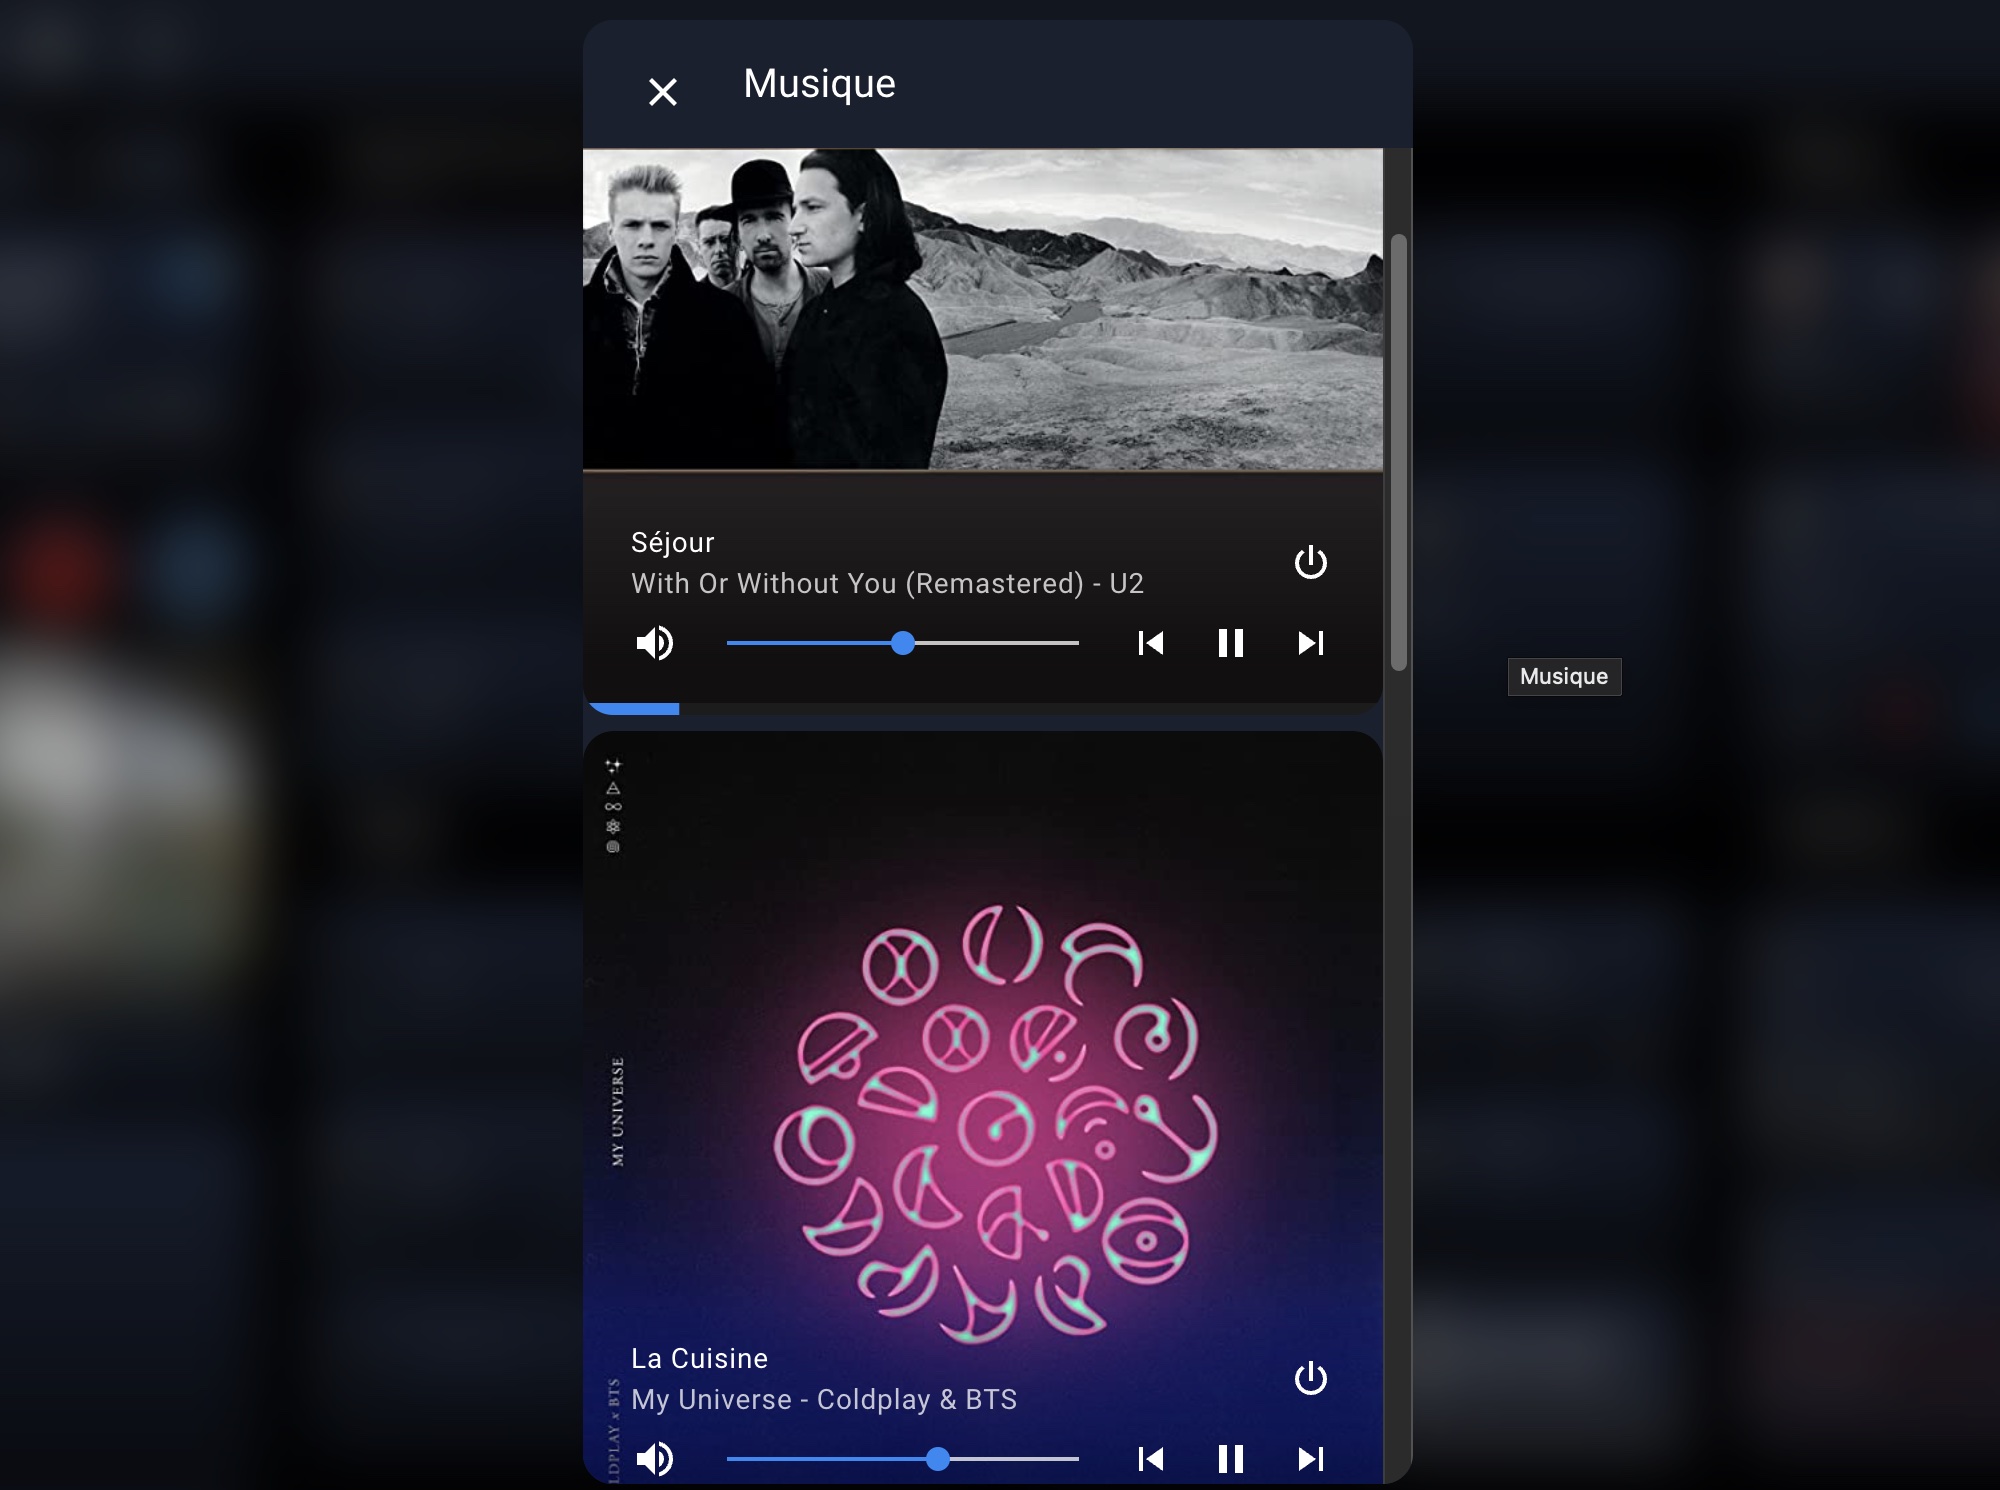 Musique
Séjour
With Or Without You (Remastered) - U2
Musique
MY UNIVERSE
La Cuisine
My Universe - Coldplay & BTS
LDPLAY x BTS